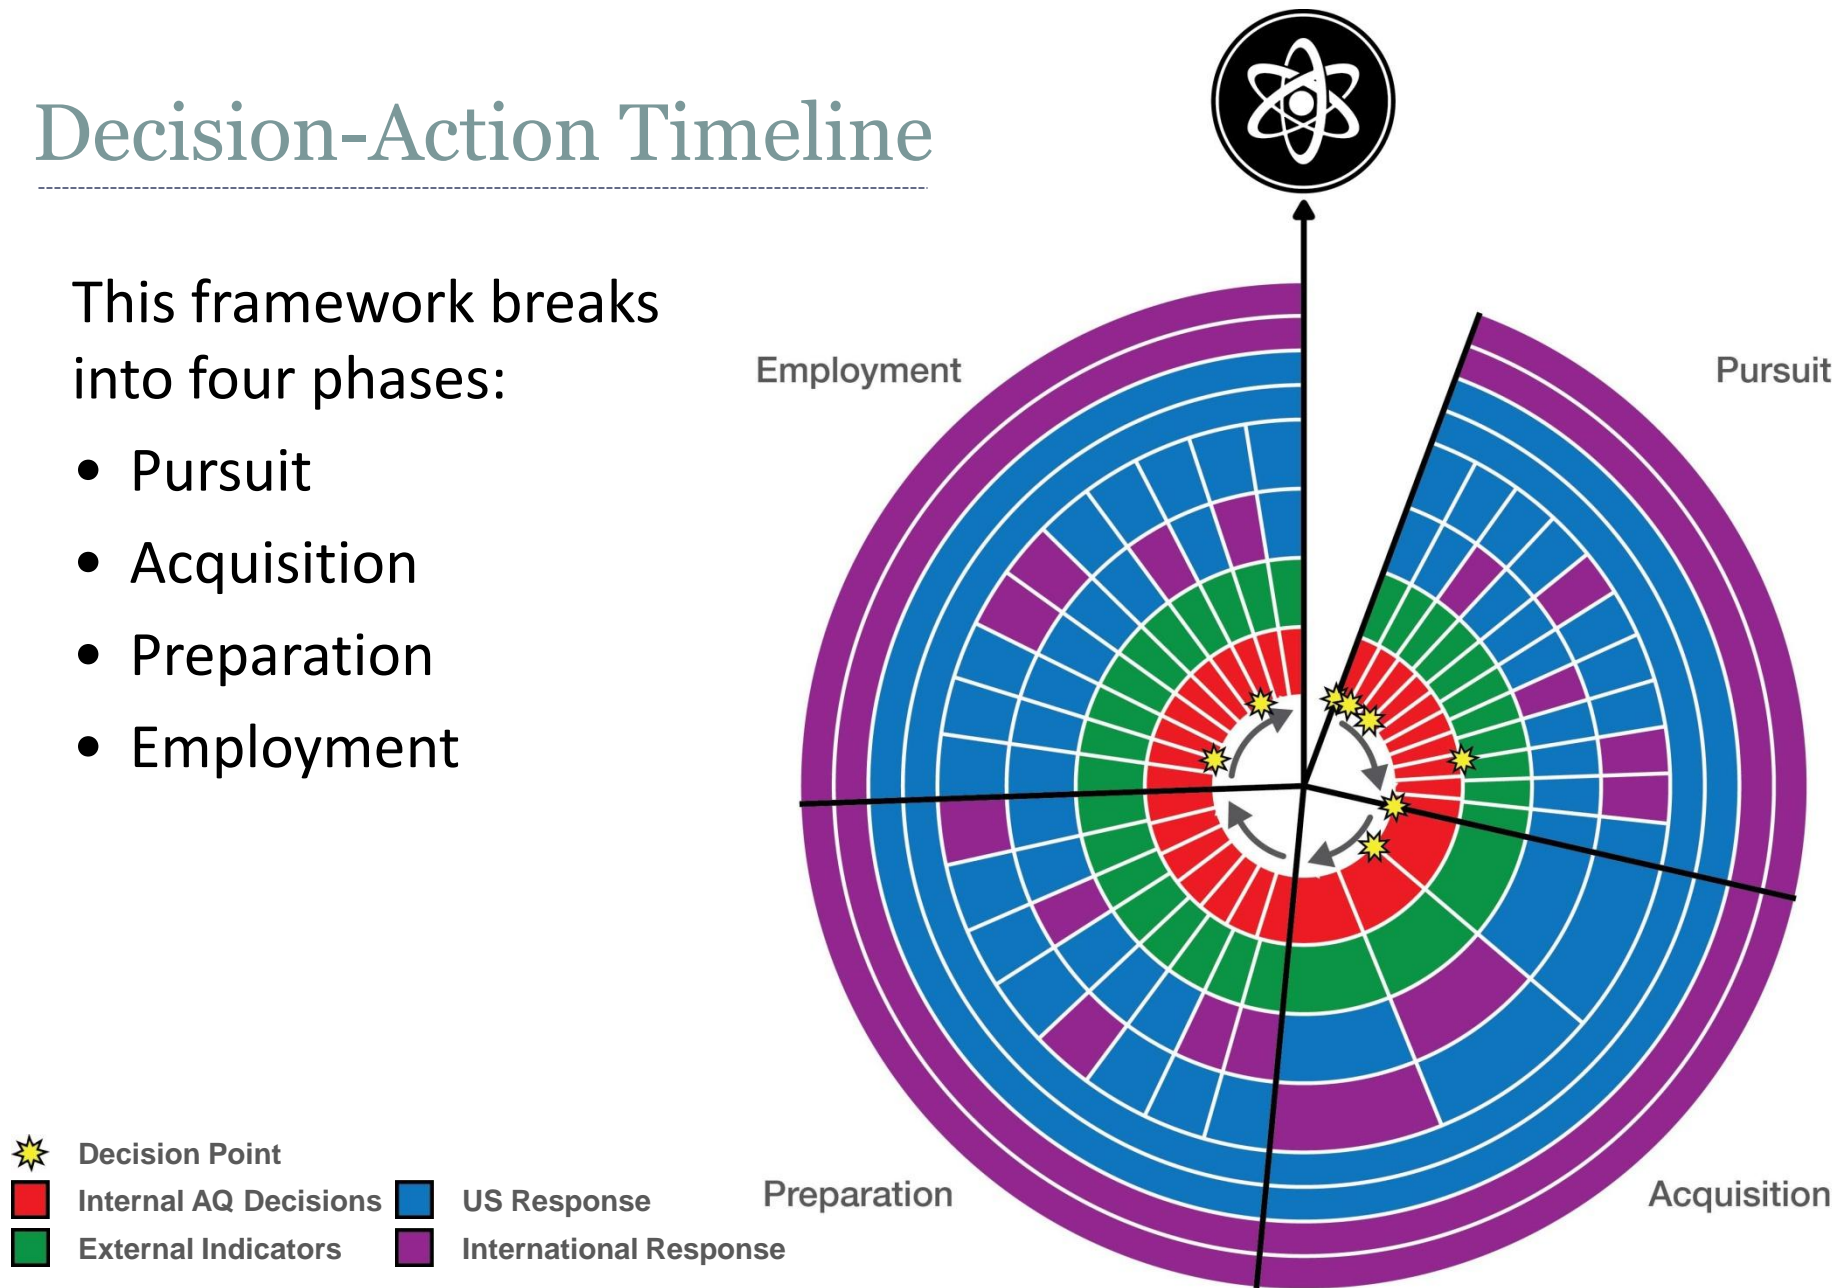 Decision-Action Timeline
This framework breaks
into four phases:
• Pursuit
• Acquisition
• Preparation
• Employment
Employment
Pursuit
Preparation
Acquisition
Decision Point
Internal AQ Decisions
US Response
External Indicators
International Response